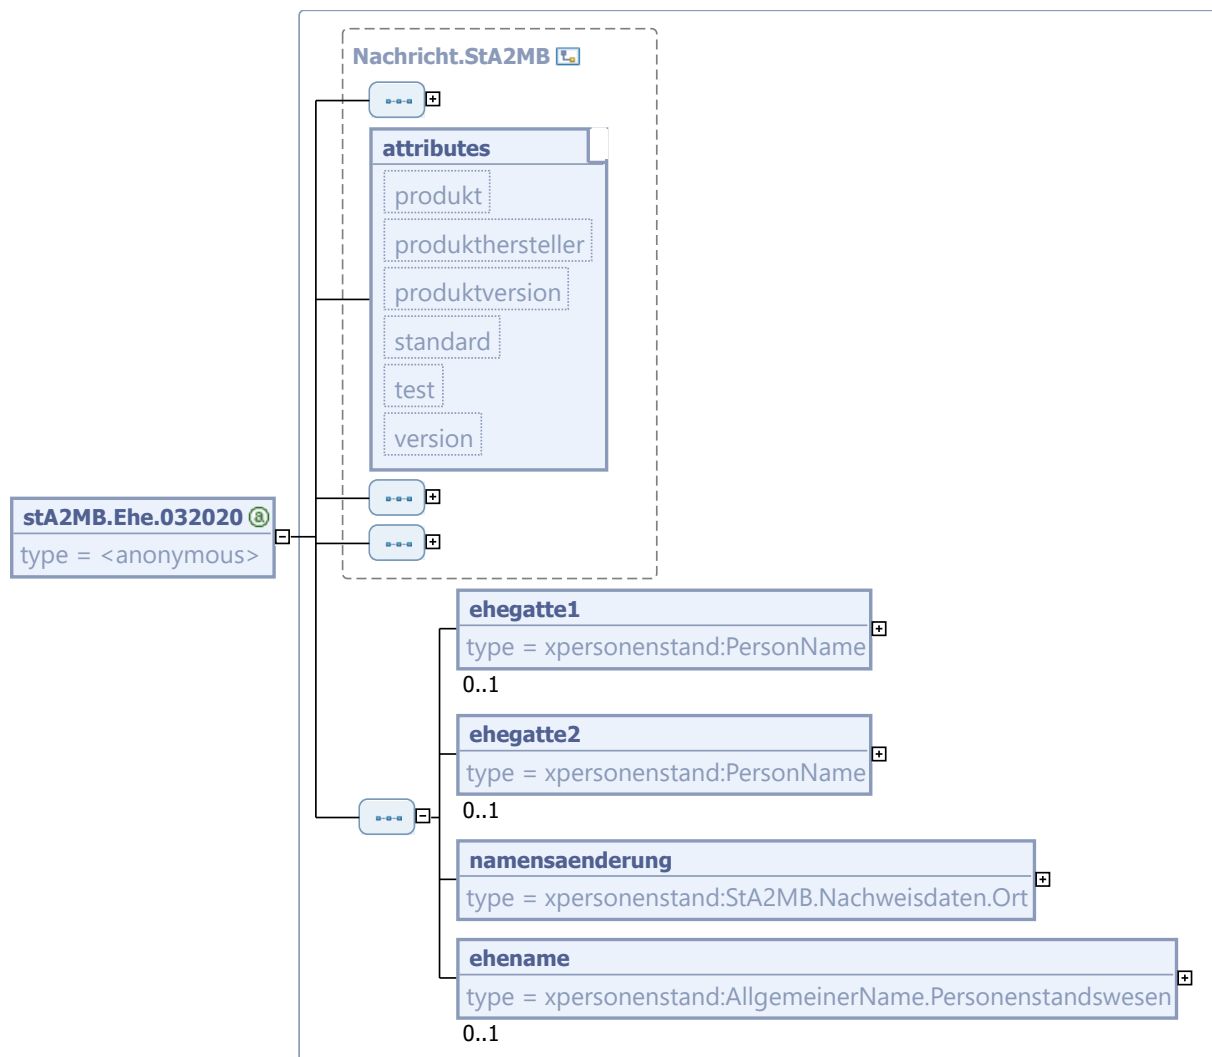 Nachricht.StA2MB
attributes
produkt
produkthersteller
produktversion
standard
test
version
stA2MB.Ehe.032020 @
type = <anonymous>
ehegatte1
type = xpersonenstand:PersonName
0..1
ehegatte2
type = xpersonenstand:PersonName
0..1
namensaenderung
type = xpersonenstand:StA2MB.Nachweisdaten.Ort
ehename
type = xpersonenstand:AllgemeinerName.Personenstandswesen
0..1